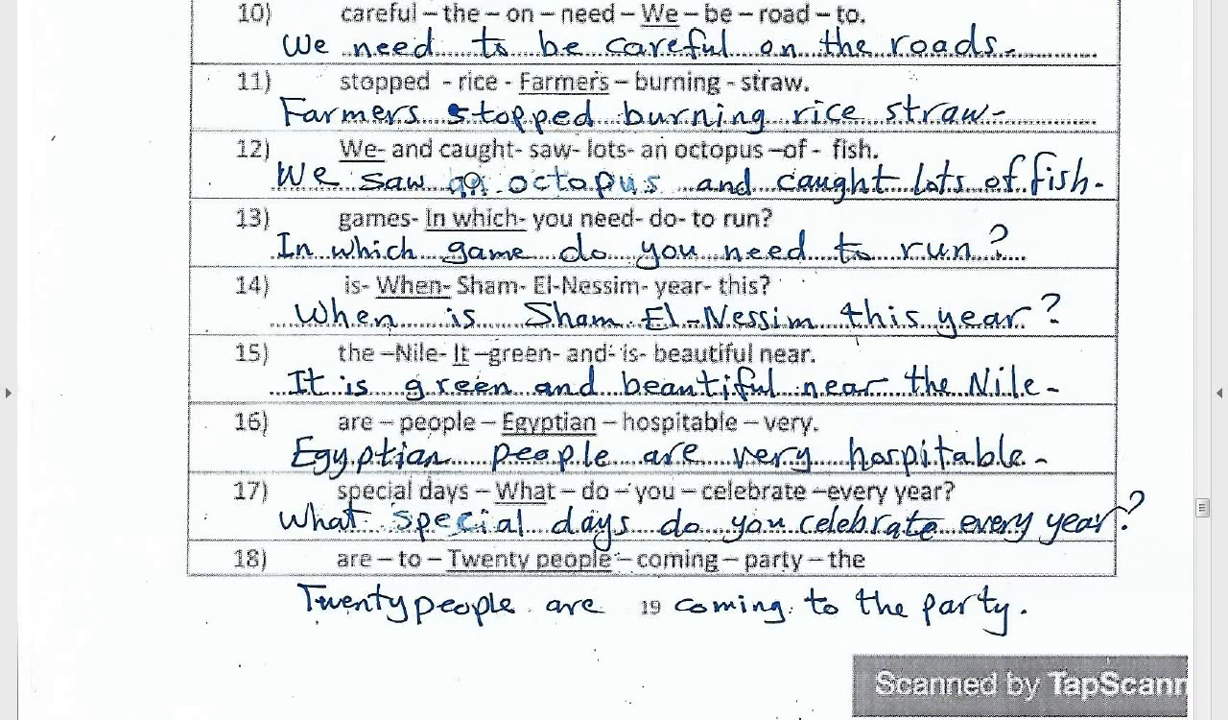 10) careful – the – on – need – We – be – road – to.
We need to be careful on the roads.
11) stopped - rice - Farmers – burning - straw.
Farmers stopped burning rice straw.
12) We- and caught- saw- lots- an octopus –of - fish.
We saw an octopus and caught lots of fish.
13) games- In which- you need- do- to run?
In which game do you need to run?
14) is- When- Sham- El-Nessim- year- this?
When is Sham El-Nessim this year?
15) the –Nile- It –green- and- is- beautiful near.
It is green and beautiful near the Nile.
16) are – people – Egyptian – hospitable – very.
Egyptian people are very hospitable.
17) special days – What – do – you – celebrate –every year?
What special days do you celebrate every year?
18) are – to – Twenty people – coming – party – the
Twenty people are coming to the party.
19
Scanned by TapScann